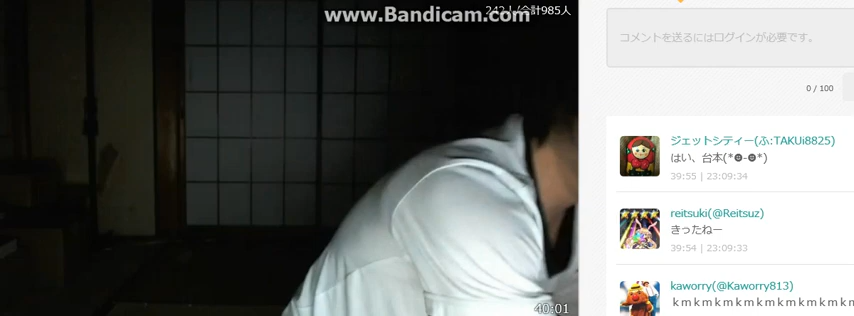 www.Bandicam.com
242人/合計985人
40:01
コメントを送るにはログインが必要です。
0 / 100
ジェットシティー(ふ:TAKUi8825)
はい、台本(*☻-☻*)
39:55 | 23:09:34
reitsuki(@Reitsuz)
きったねー
39:54 | 23:09:33
kaworry(@Kaworry813)
ｋｍｋｍｋｍｋｍｋｍｋｍｋｍｋｍｋｍ